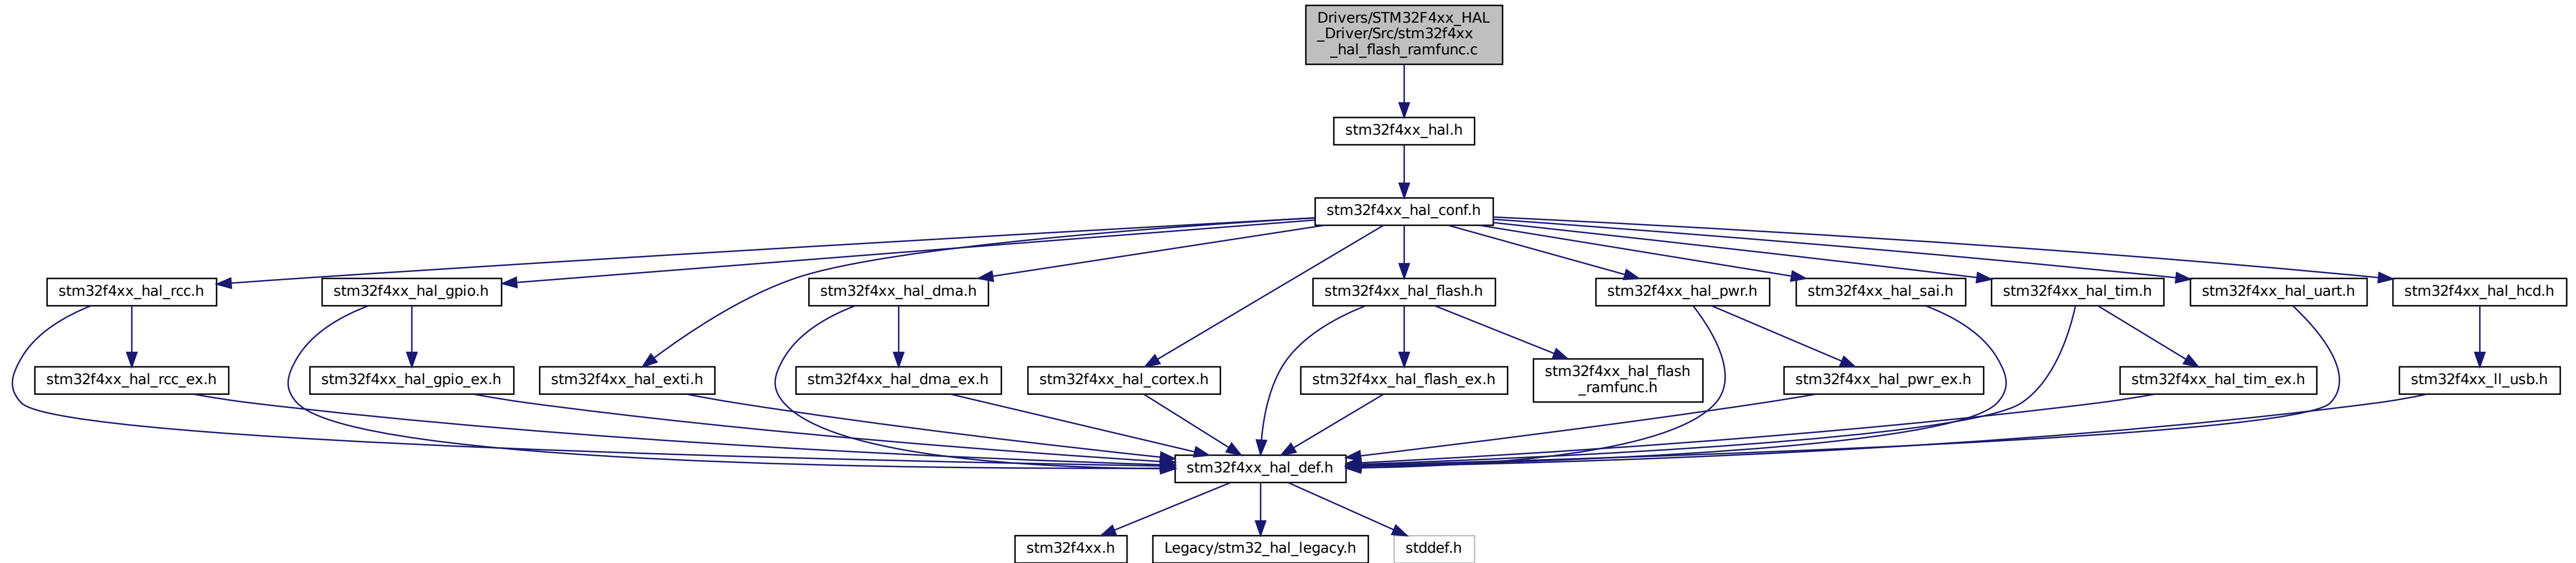 Drivers/STM32F4xx_HAL
_Driver/Src/stm32f4xx
_hal_flash_ramfunc.c
stm32f4xx_hal.h
stm32f4xx_hal_conf.h
stm32f4xx_hal_rcc.h
stm32f4xx_hal_gpio.h
stm32f4xx_hal_dma.h
stm32f4xx_hal_flash.h
stm32f4xx_hal_pwr.h
stm32f4xx_hal_sai.h
stm32f4xx_hal_tim.h
stm32f4xx_hal_uart.h
stm32f4xx_hal_hcd.h
stm32f4xx_hal_rcc_ex.h
stm32f4xx_hal_gpio_ex.h
stm32f4xx_hal_exti.h
stm32f4xx_hal_dma_ex.h
stm32f4xx_hal_cortex.h
stm32f4xx_hal_flash_ex.h
stm32f4xx_hal_flash
_ramfunc.h
stm32f4xx_hal_pwr_ex.h
stm32f4xx_hal_tim_ex.h
stm32f4xx_ll_usb.h
stm32f4xx_hal_def.h
stm32f4xx.h
Legacy/stm32_hal_legacy.h
stddef.h